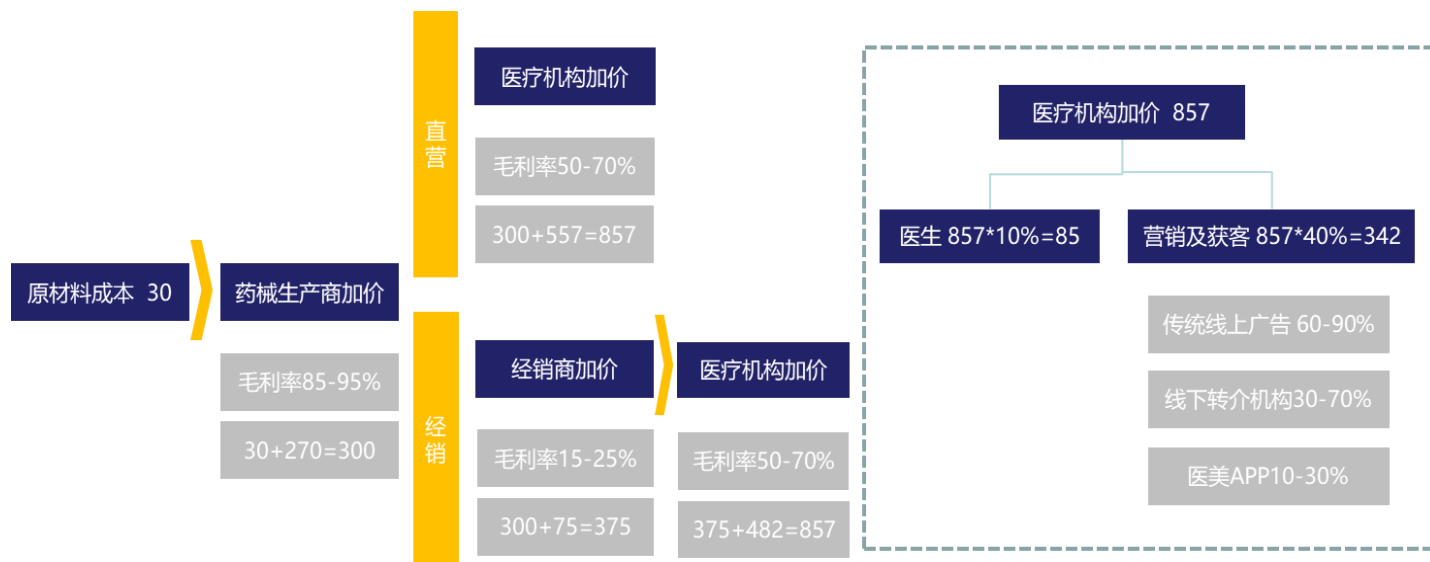 原材料成本 30
药械生产商加价
毛利率85-95%
30+270=300
直营
医疗机构加价
毛利率50-70%
300+557=857
经销
经销商加价
毛利率15-25%
300+75=375
医疗机构加价
毛利率50-70%
375+482=857
医疗机构加价 857
医生 857*10%=85
营销及获客 857*40%=342
传统线上广告 60-90%
线下转介机构30-70%
医美APP10-30%